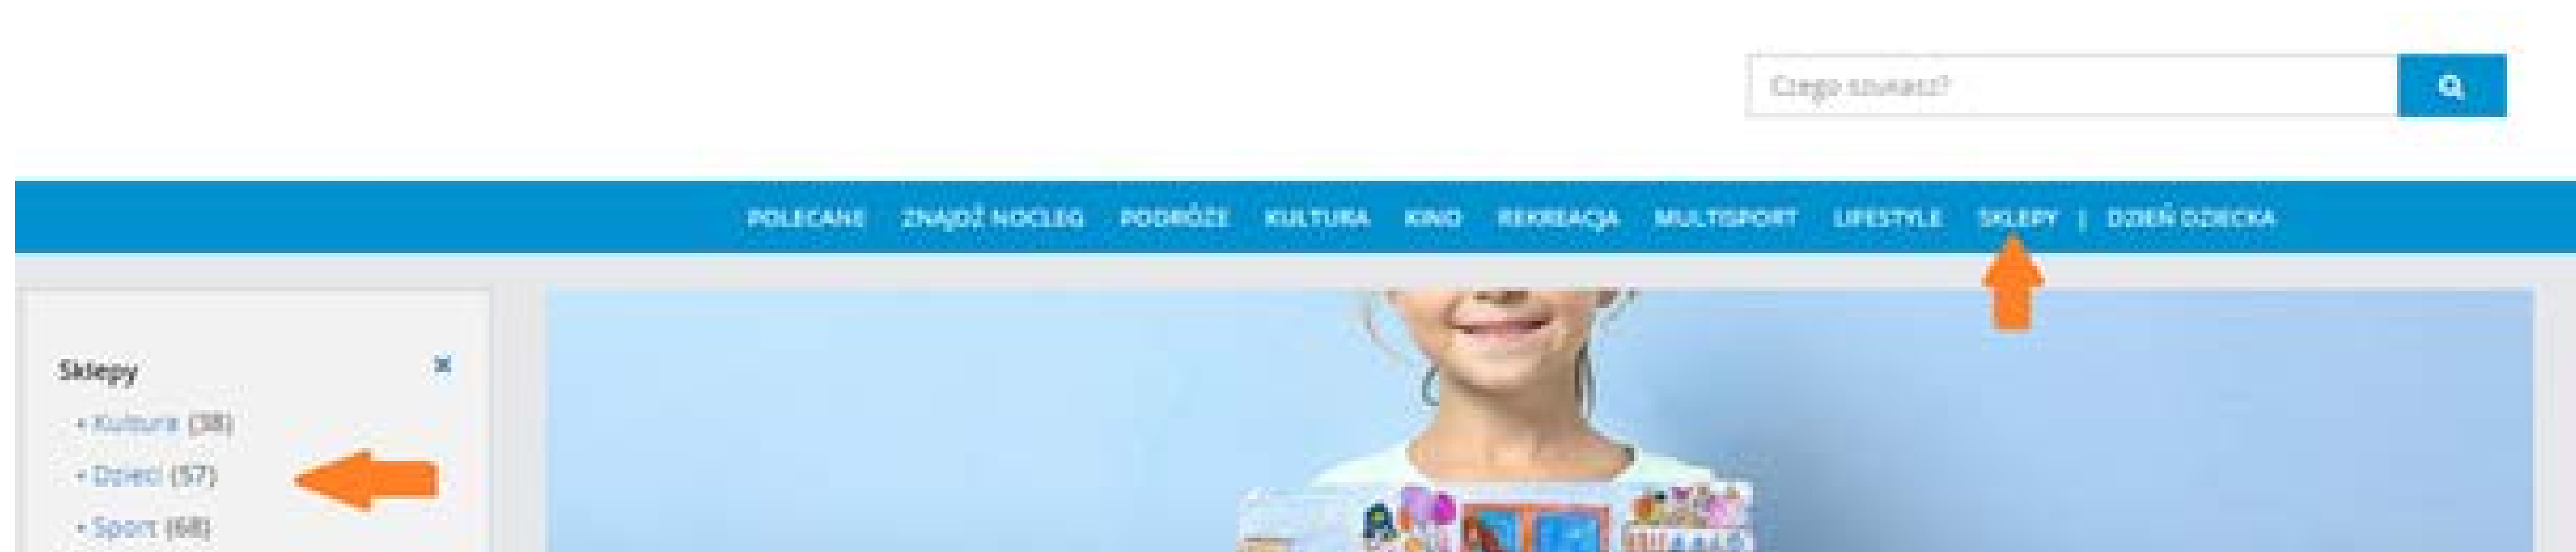 Czego szukasz?
POLECANE ZNAJDŹ NOCLEG PODRÓŻE KULTURA KINO REKREACJA MULTISPORT LIFESTYLE SKLEPY | DZIEŃ DZIECKA
Sklepy ×
• Kultura (38)
• Dzieci (57)
• Sport (68)